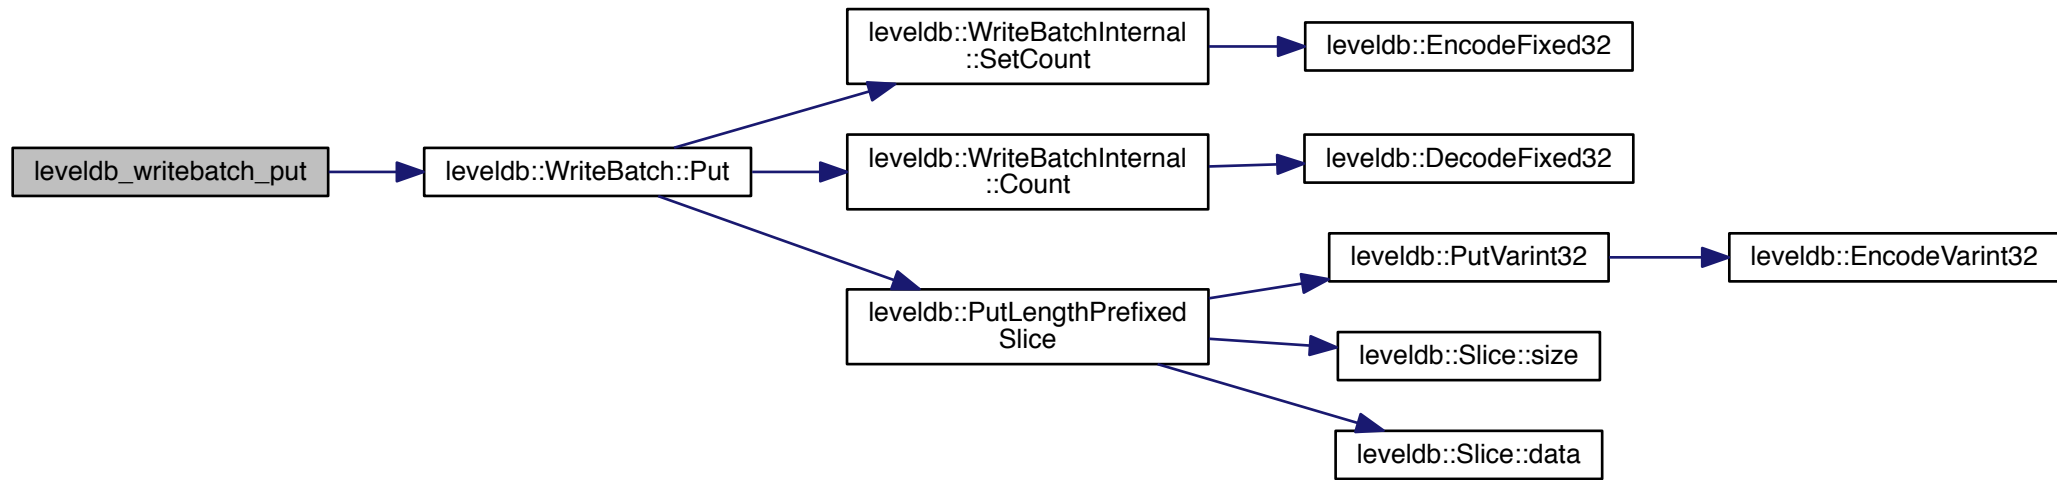 leveldb_writebatch_put
leveldb::WriteBatch::Put
leveldb::WriteBatchInternal
::SetCount
leveldb::EncodeFixed32
leveldb::WriteBatchInternal
::Count
leveldb::DecodeFixed32
leveldb::PutLengthPrefixed
Slice
leveldb::PutVarint32
leveldb::EncodeVarint32
leveldb::Slice::size
leveldb::Slice::data